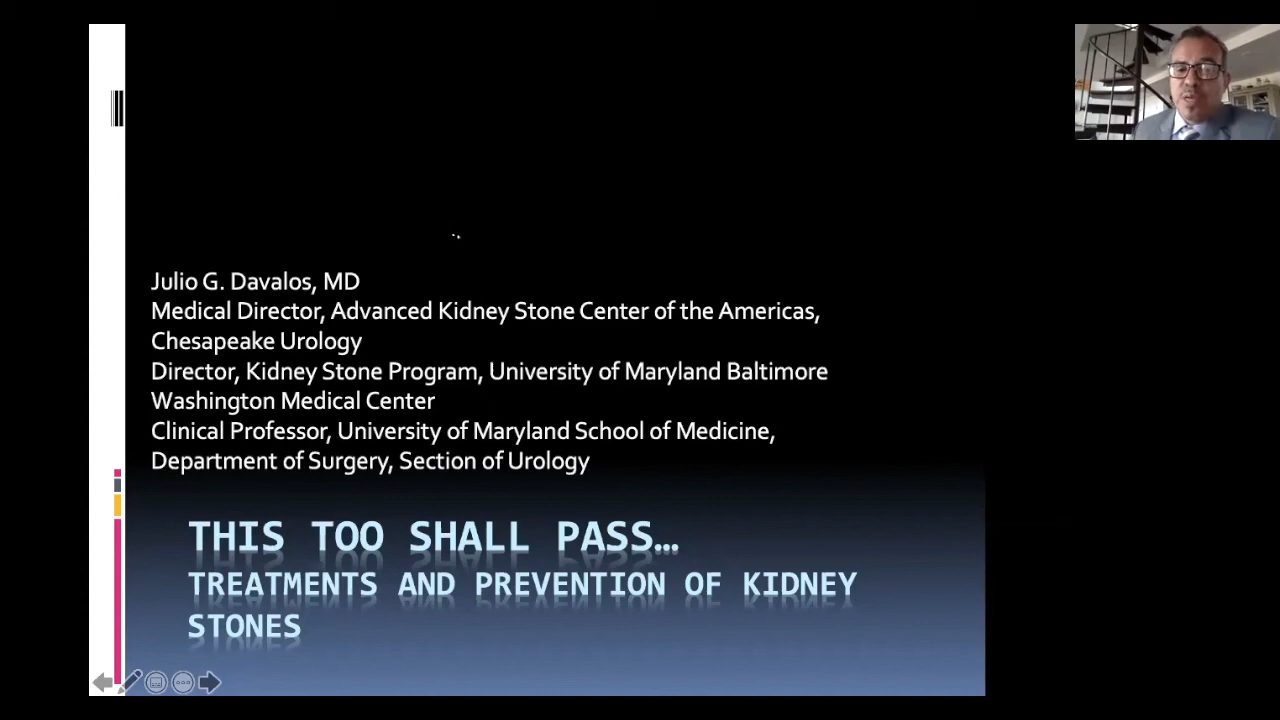 Julio G. Davalos, MD
Medical Director, Advanced Kidney Stone Center of the Americas,
Chesapeake Urology
Director, Kidney Stone Program, University of Maryland Baltimore
Washington Medical Center
Clinical Professor, University of Maryland School of Medicine,
Department of Surgery, Section of Urology
THIS TOO SHALL PASS…
TREATMENTS AND PREVENTION OF KIDNEY
STONES